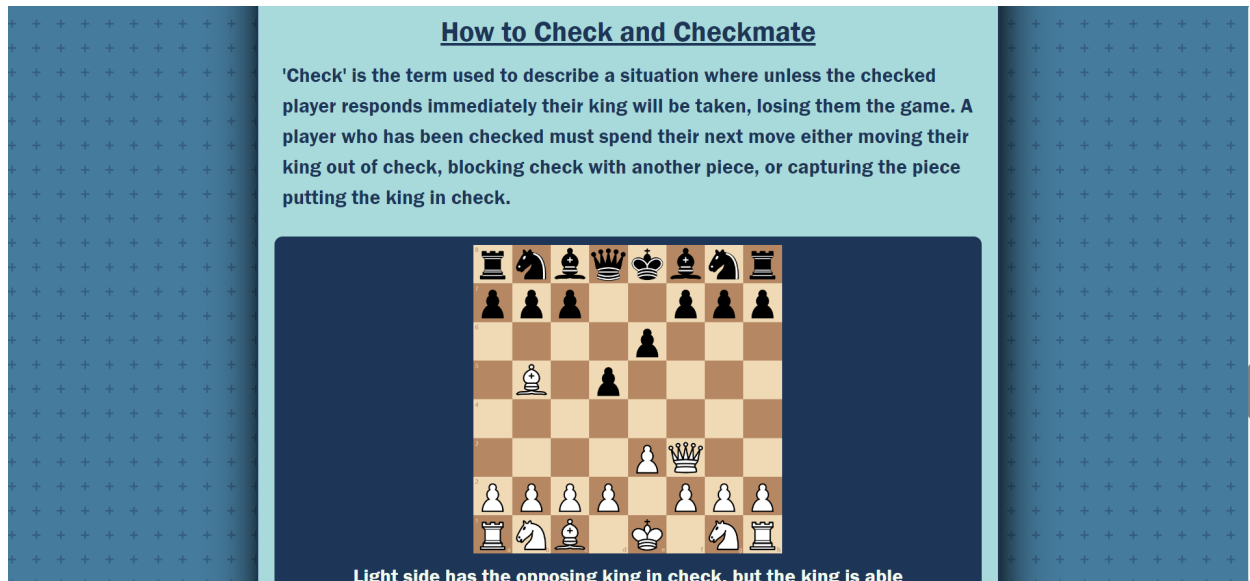 How to Check and Checkmate
'Check' is the term used to describe a situation where unless the checked
player responds immediately their king will be taken, losing them the game. A
player who has been checked must spend their next move either moving their
king out of check, blocking check with another piece, or capturing the piece
putting the king in check.
Light side has the opposing king in check, but the king is able